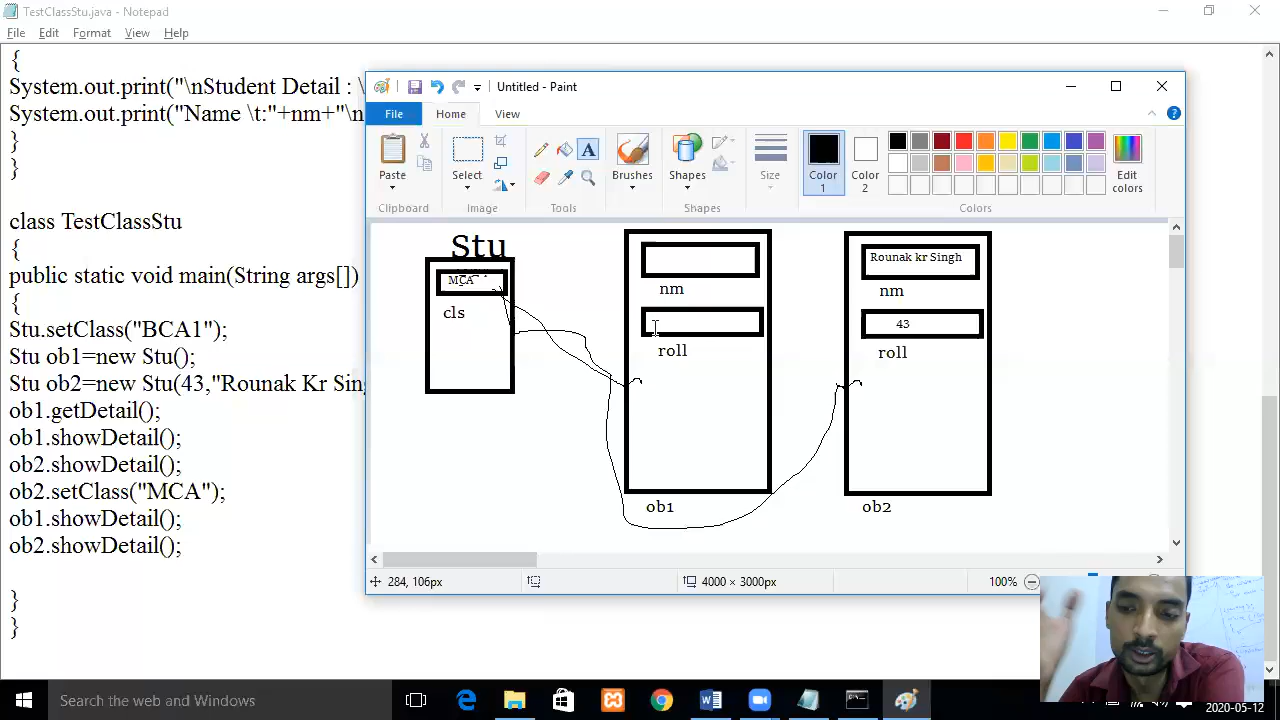 TestClassStu.java - Notepad
File Edit Format View Help
{
System.out.print("\nStudent Detail : \
System.out.print("Name \t:"+nm+"\n
}
}
class TestClassStu
{
public static void main(String args[])
{
Stu.setClass("BCA1");
Stu ob1=new Stu();
Stu ob2=new Stu(43,"Rounak Kr Sing
ob1.getDetail();
ob1.showDetail();
ob2.showDetail();
ob2.setClass("MCA");
ob1.showDetail();
ob2.showDetail();
}
}
Untitled - Paint
File Home View
Paste
Select
Brushes
Shapes
Size
Color 1
Color 2
Edit colors
Clipboard
Image
Tools
Shapes
Colors
Stu
MCA
cls
nm
roll
ob1
Rounak kr Singh
nm
43
roll
ob2
284, 106px
4000 × 3000px
100%
Search the web and Windows
2020-05-12